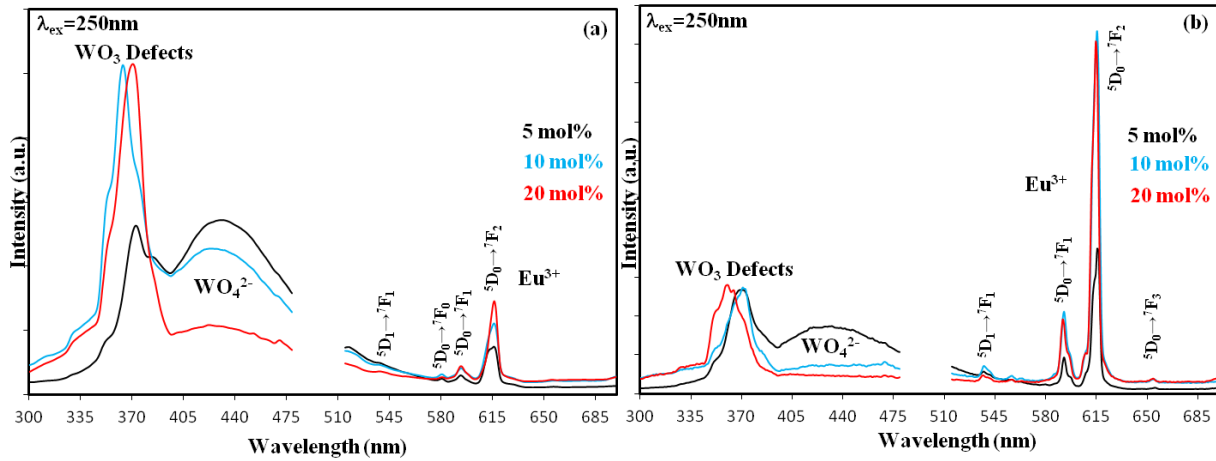 λex=250nm
(a)
WO3 Defects
5 mol%
10 mol%
20 mol%
WO4²⁻
⁵D1→⁷F1
⁵D0→⁷F0
⁵D0→⁷F1
⁵D0→⁷F2
Eu³⁺
Intensity (a.u.)
300 370 405 440 475 510 545 580 615 650 685
Wavelength (nm)
λex=250nm
(b)
⁵D0→⁷F2
5 mol%
10 mol%
20 mol%
Eu³⁺
WO3 Defects
WO4²⁻
⁵D1→⁷F1
⁵D0→⁷F1
⁵D0→⁷F3
Intensity (a.u.)
300 370 405 440 475 510 545 580 615 650 685
Wavelength (nm)